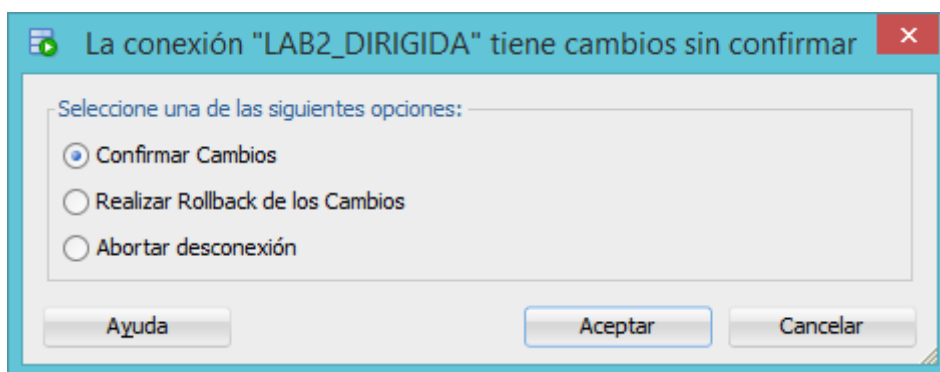 La conexión "LAB2_DIRIGIDA" tiene cambios sin confirmar
Seleccione una de las siguientes opciones:
Confirmar Cambios
Realizar Rollback de los Cambios
Abortar desconexión
Ayuda Aceptar Cancelar